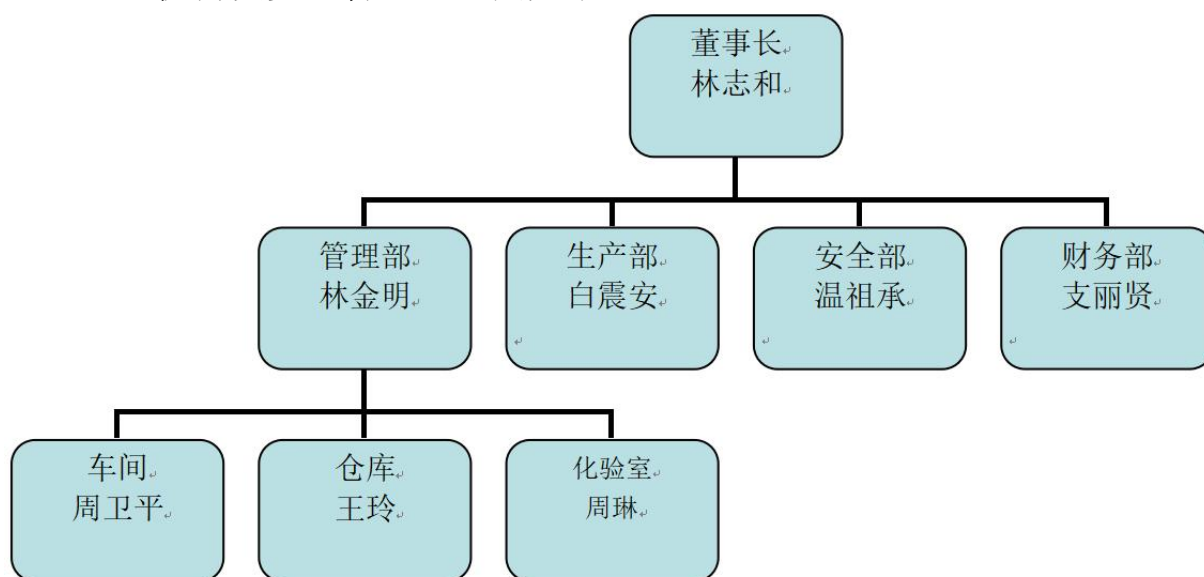 董事长
林志和
管理部
林金明
生产部
白震安
安全部
温祖承
财务部
支丽贤
车间
周卫平
仓库
王玲
化验室
周琳